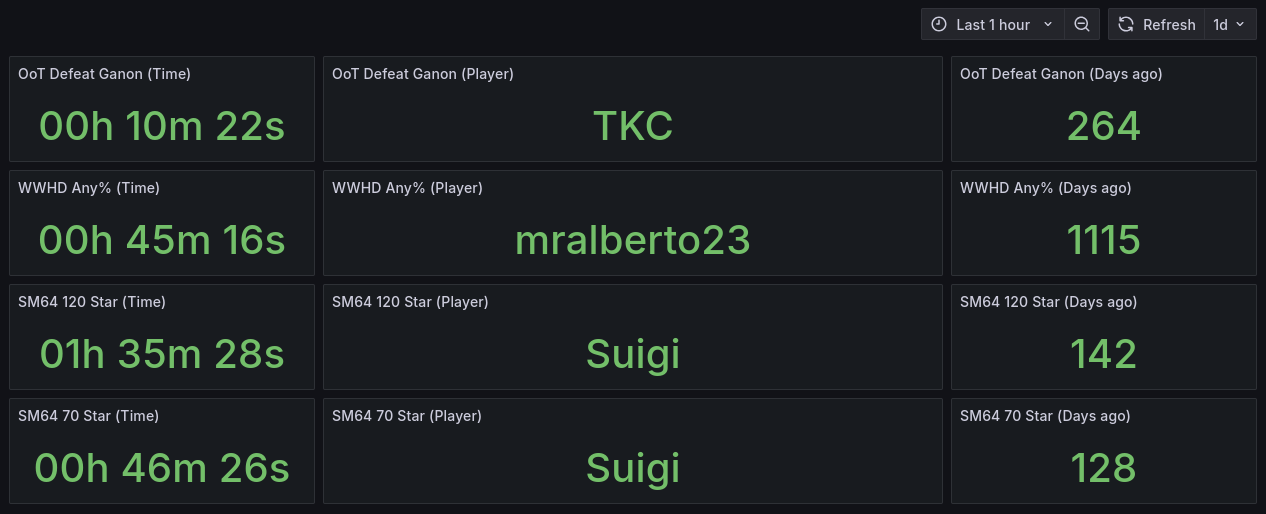 Last 1 hour Refresh 1d
OoT Defeat Ganon (Time) OoT Defeat Ganon (Player) OoT Defeat Ganon (Days ago)
00h 10m 22s TKC 264
WWHD Any% (Time) WWHD Any% (Player) WWHD Any% (Days ago)
00h 45m 16s mralberto23 1115
SM64 120 Star (Time) SM64 120 Star (Player) SM64 120 Star (Days ago)
01h 35m 28s Suigi 142
SM64 70 Star (Time) SM64 70 Star (Player) SM64 70 Star (Days ago)
00h 46m 26s Suigi 128